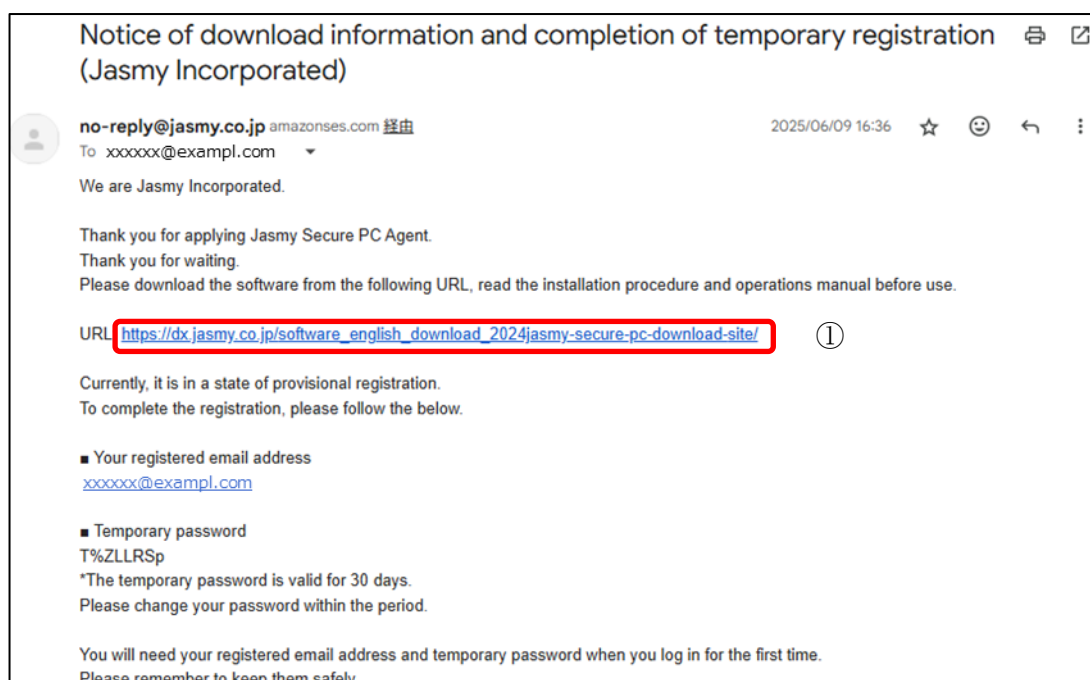 Notice of download information and completion of temporary registration
(Jasmy Incorporated)
no-reply@jasmy.co.jp amazonses.com 経由 2025/06/09 16:36
To xxxxxx@exampl.com
We are Jasmy Incorporated.
Thank you for applying Jasmy Secure PC Agent.
Thank you for waiting.
Please download the software from the following URL, read the installation procedure and operations manual before use.
URL https://dx.jasmy.co.jp/software_english_download_2024jasmy-secure-pc-download-site/ ①
Currently, it is in a state of provisional registration.
To complete the registration, please follow the below.
■ Your registered email address
xxxxxx@exampl.com
■ Temporary password
T%ZLLRSp
*The temporary password is valid for 30 days.
Please change your password within the period.
You will need your registered email address and temporary password when you log in for the first time.
Please remember to keep them safely.